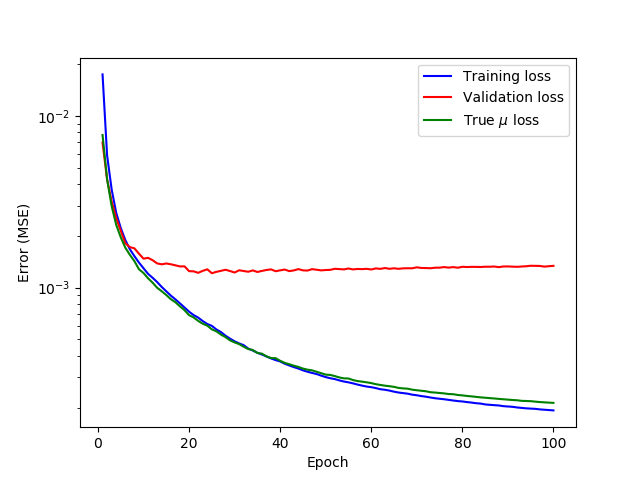 Training loss
Validation loss
True μ loss
10⁻²
10⁻³
Error (MSE)
0 20 40 60 80 100
Epoch